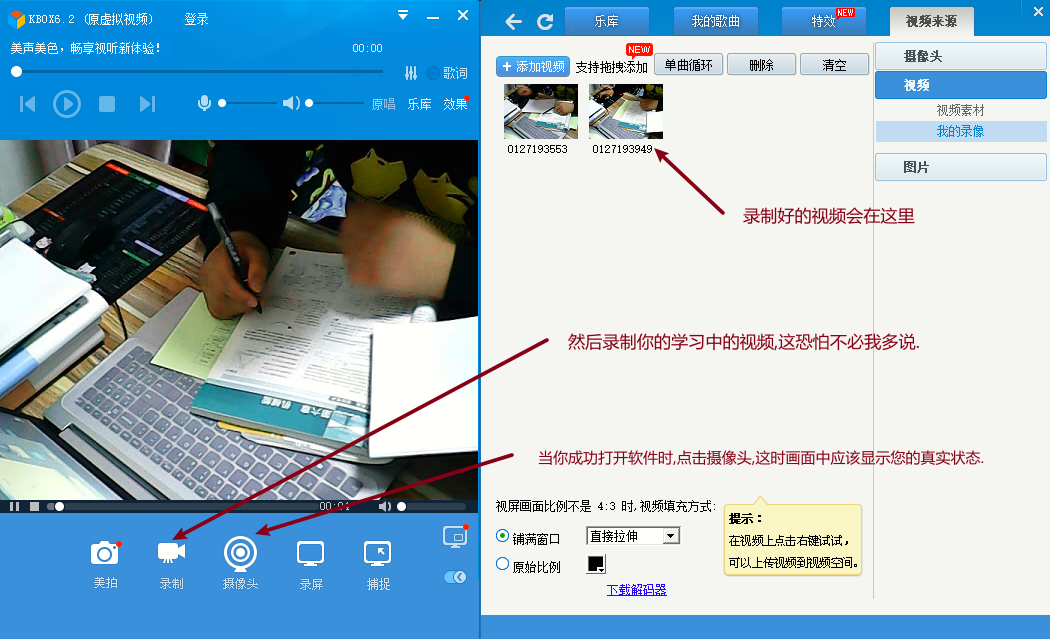 KBOX6.2 (原虚拟视频)
登录
美声美色，畅享视听新体验!
00:00
歌词
原唱
乐库
效果
乐库
我的歌曲
特效
NEW
视频来源
+ 添加视频
支持拖拽添加
NEW
单曲循环
删除
清空
0127193553
0127193949
摄像头
视频
视频素材
我的录像
图片
录制好的视频会在这里
然后录制你的学习中的视频,这恐怕不必我多说.
当你成功打开软件时,点击摄像头,这时画面中应该显示您的真实状态.
第六章 机械能
视屏画面比例不是 4:3 时,视频填充方式:
铺满窗口
直接拉伸
原始比例
下载解码器
提示：
在视频上点击右键试试，
可以上传视频到视频空间。
美拍
录制
摄像头
录屏
捕捉